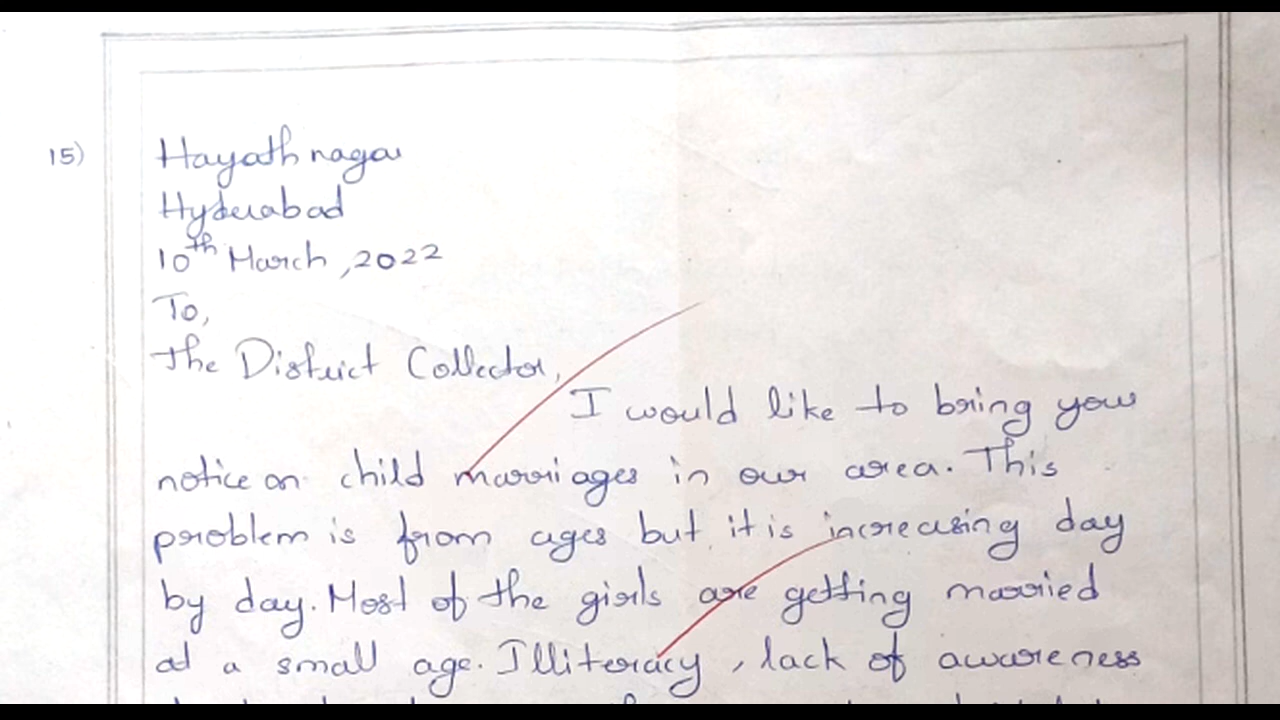 15) Hayathnagar
Hyderabad
10th March, 2022
To,
The District Collector,
I would like to bring your
notice on child marriages in our area. This
problem is from ages but it is increasing day
by day. Most of the girls are getting married
at a small age. Illiteracy, lack of awareness